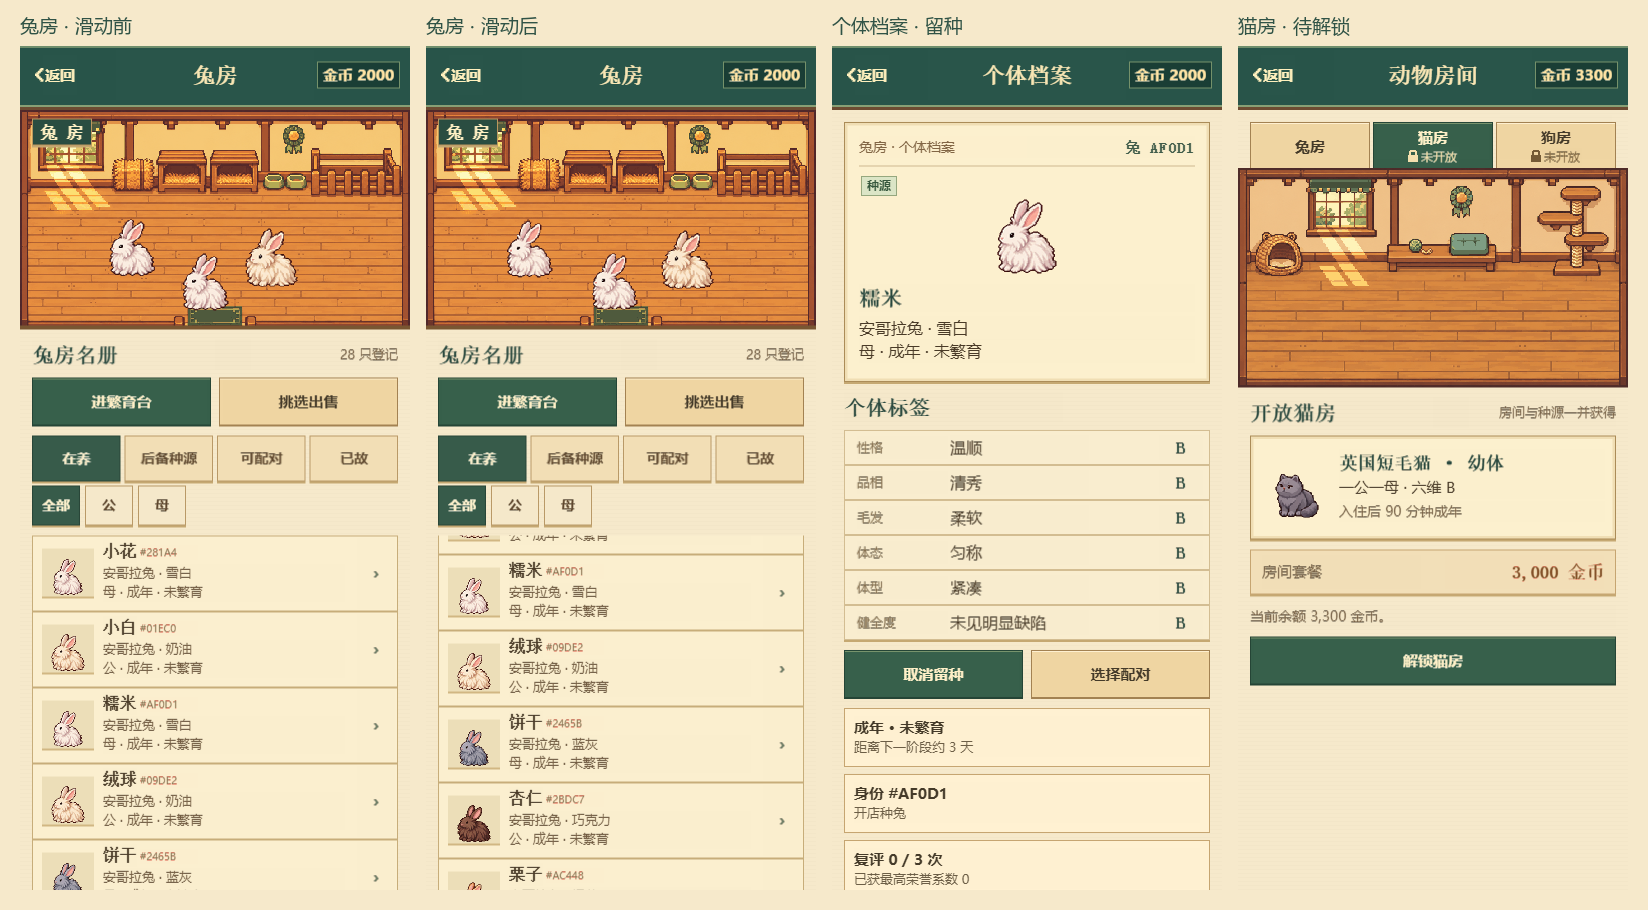 兔房 · 滑动前
返回
兔房
金币 2000
兔 房
兔房名册
28 只登记
进繁育台
挑选出售
在养
后备种源
可配对
已故
全部
公
母
小花 #281A4
安哥拉兔 · 雪白
母 · 成年 · 未繁育
小白 #01EC0
安哥拉兔 · 奶油
公 · 成年 · 未繁育
糯米 #AF0D1
安哥拉兔 · 雪白
母 · 成年 · 未繁育
绒球 #09DE2
安哥拉兔 · 奶油
公 · 成年 · 未繁育
饼干 #2465B
安哥拉兔 · 蓝灰
兔房 · 滑动后
返回
兔房
金币 2000
兔 房
兔房名册
28 只登记
进繁育台
挑选出售
在养
后备种源
可配对
已故
全部
公
母
公 · 成年 · 未繁育
糯米 #AF0D1
安哥拉兔 · 雪白
母 · 成年 · 未繁育
绒球 #09DE2
安哥拉兔 · 奶油
公 · 成年 · 未繁育
饼干 #2465B
安哥拉兔 · 蓝灰
母 · 成年 · 未繁育
杏仁 #2BDC7
安哥拉兔 · 巧克力
公 · 成年 · 未繁育
栗子 #AC448
个体档案 · 留种
返回
个体档案
金币 2000
兔房 · 个体档案
兔 AF0D1
种源
糯米
安哥拉兔 · 雪白
母 · 成年 · 未繁育
个体标签
性格 温顺 B
品相 清秀 B
毛发 柔软 B
体态 匀称 B
体型 紧凑 B
健全度 未见明显缺陷 B
取消留种
选择配对
成年 · 未繁育
距离下一阶段约 3 天
身份 #AF0D1
开店种兔
复评 0 / 3 次
已获最高荣誉系数 0
猫房 · 待解锁
返回
动物房间
金币 3300
兔房
猫房
未开放
狗房
未开放
开放猫房
房间与种源一并获得
英国短毛猫 · 幼体
一公一母 · 六维 B
入住后 90 分钟成年
房间套餐
3,000 金币
当前余额 3,300 金币。
解锁猫房